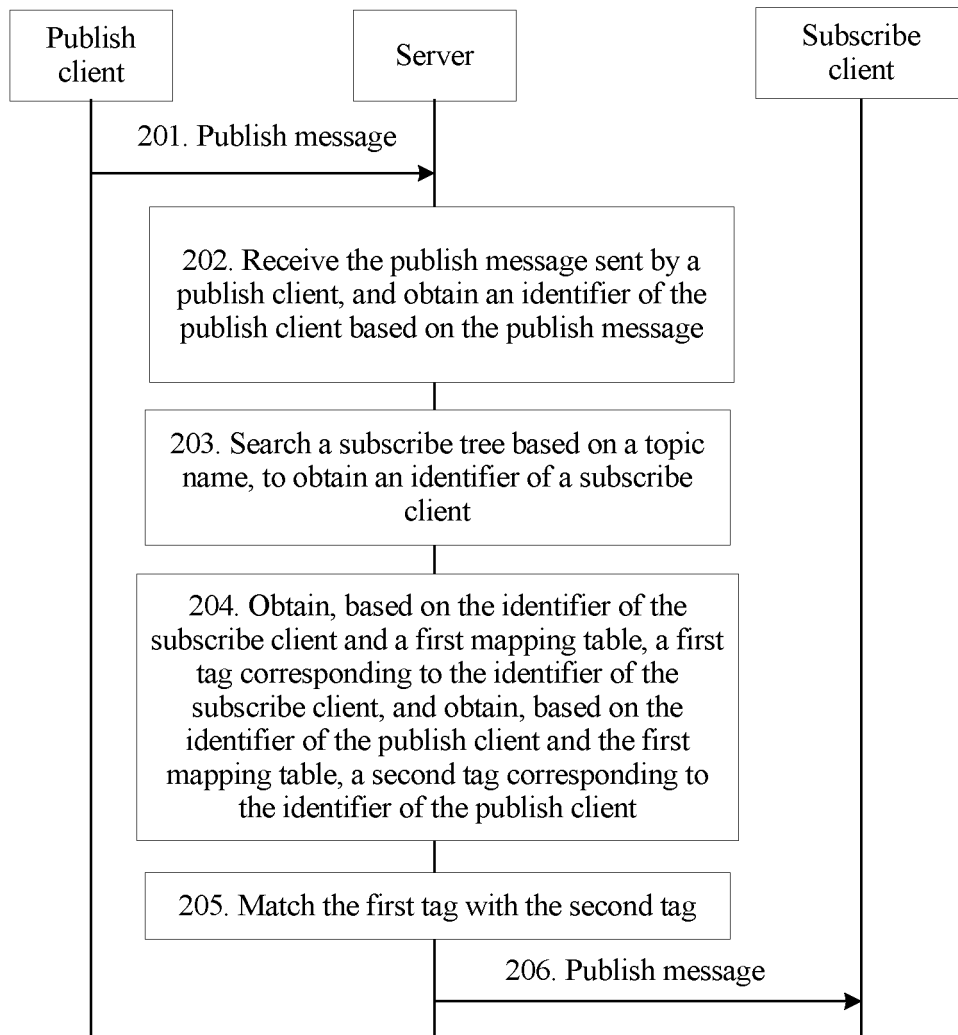 Publish
client
Server
Subscribe
client
201. Publish message
202. Receive the publish message sent by a
publish client, and obtain an identifier of the
publish client based on the publish message
203. Search a subscribe tree based on a topic
name, to obtain an identifier of a subscribe
client
204. Obtain, based on the identifier of the
subscribe client and a first mapping table, a first
tag corresponding to the identifier of the
subscribe client, and obtain, based on the
identifier of the publish client and the first
mapping table, a second tag corresponding to
the identifier of the publish client
205. Match the first tag with the second tag
206. Publish message